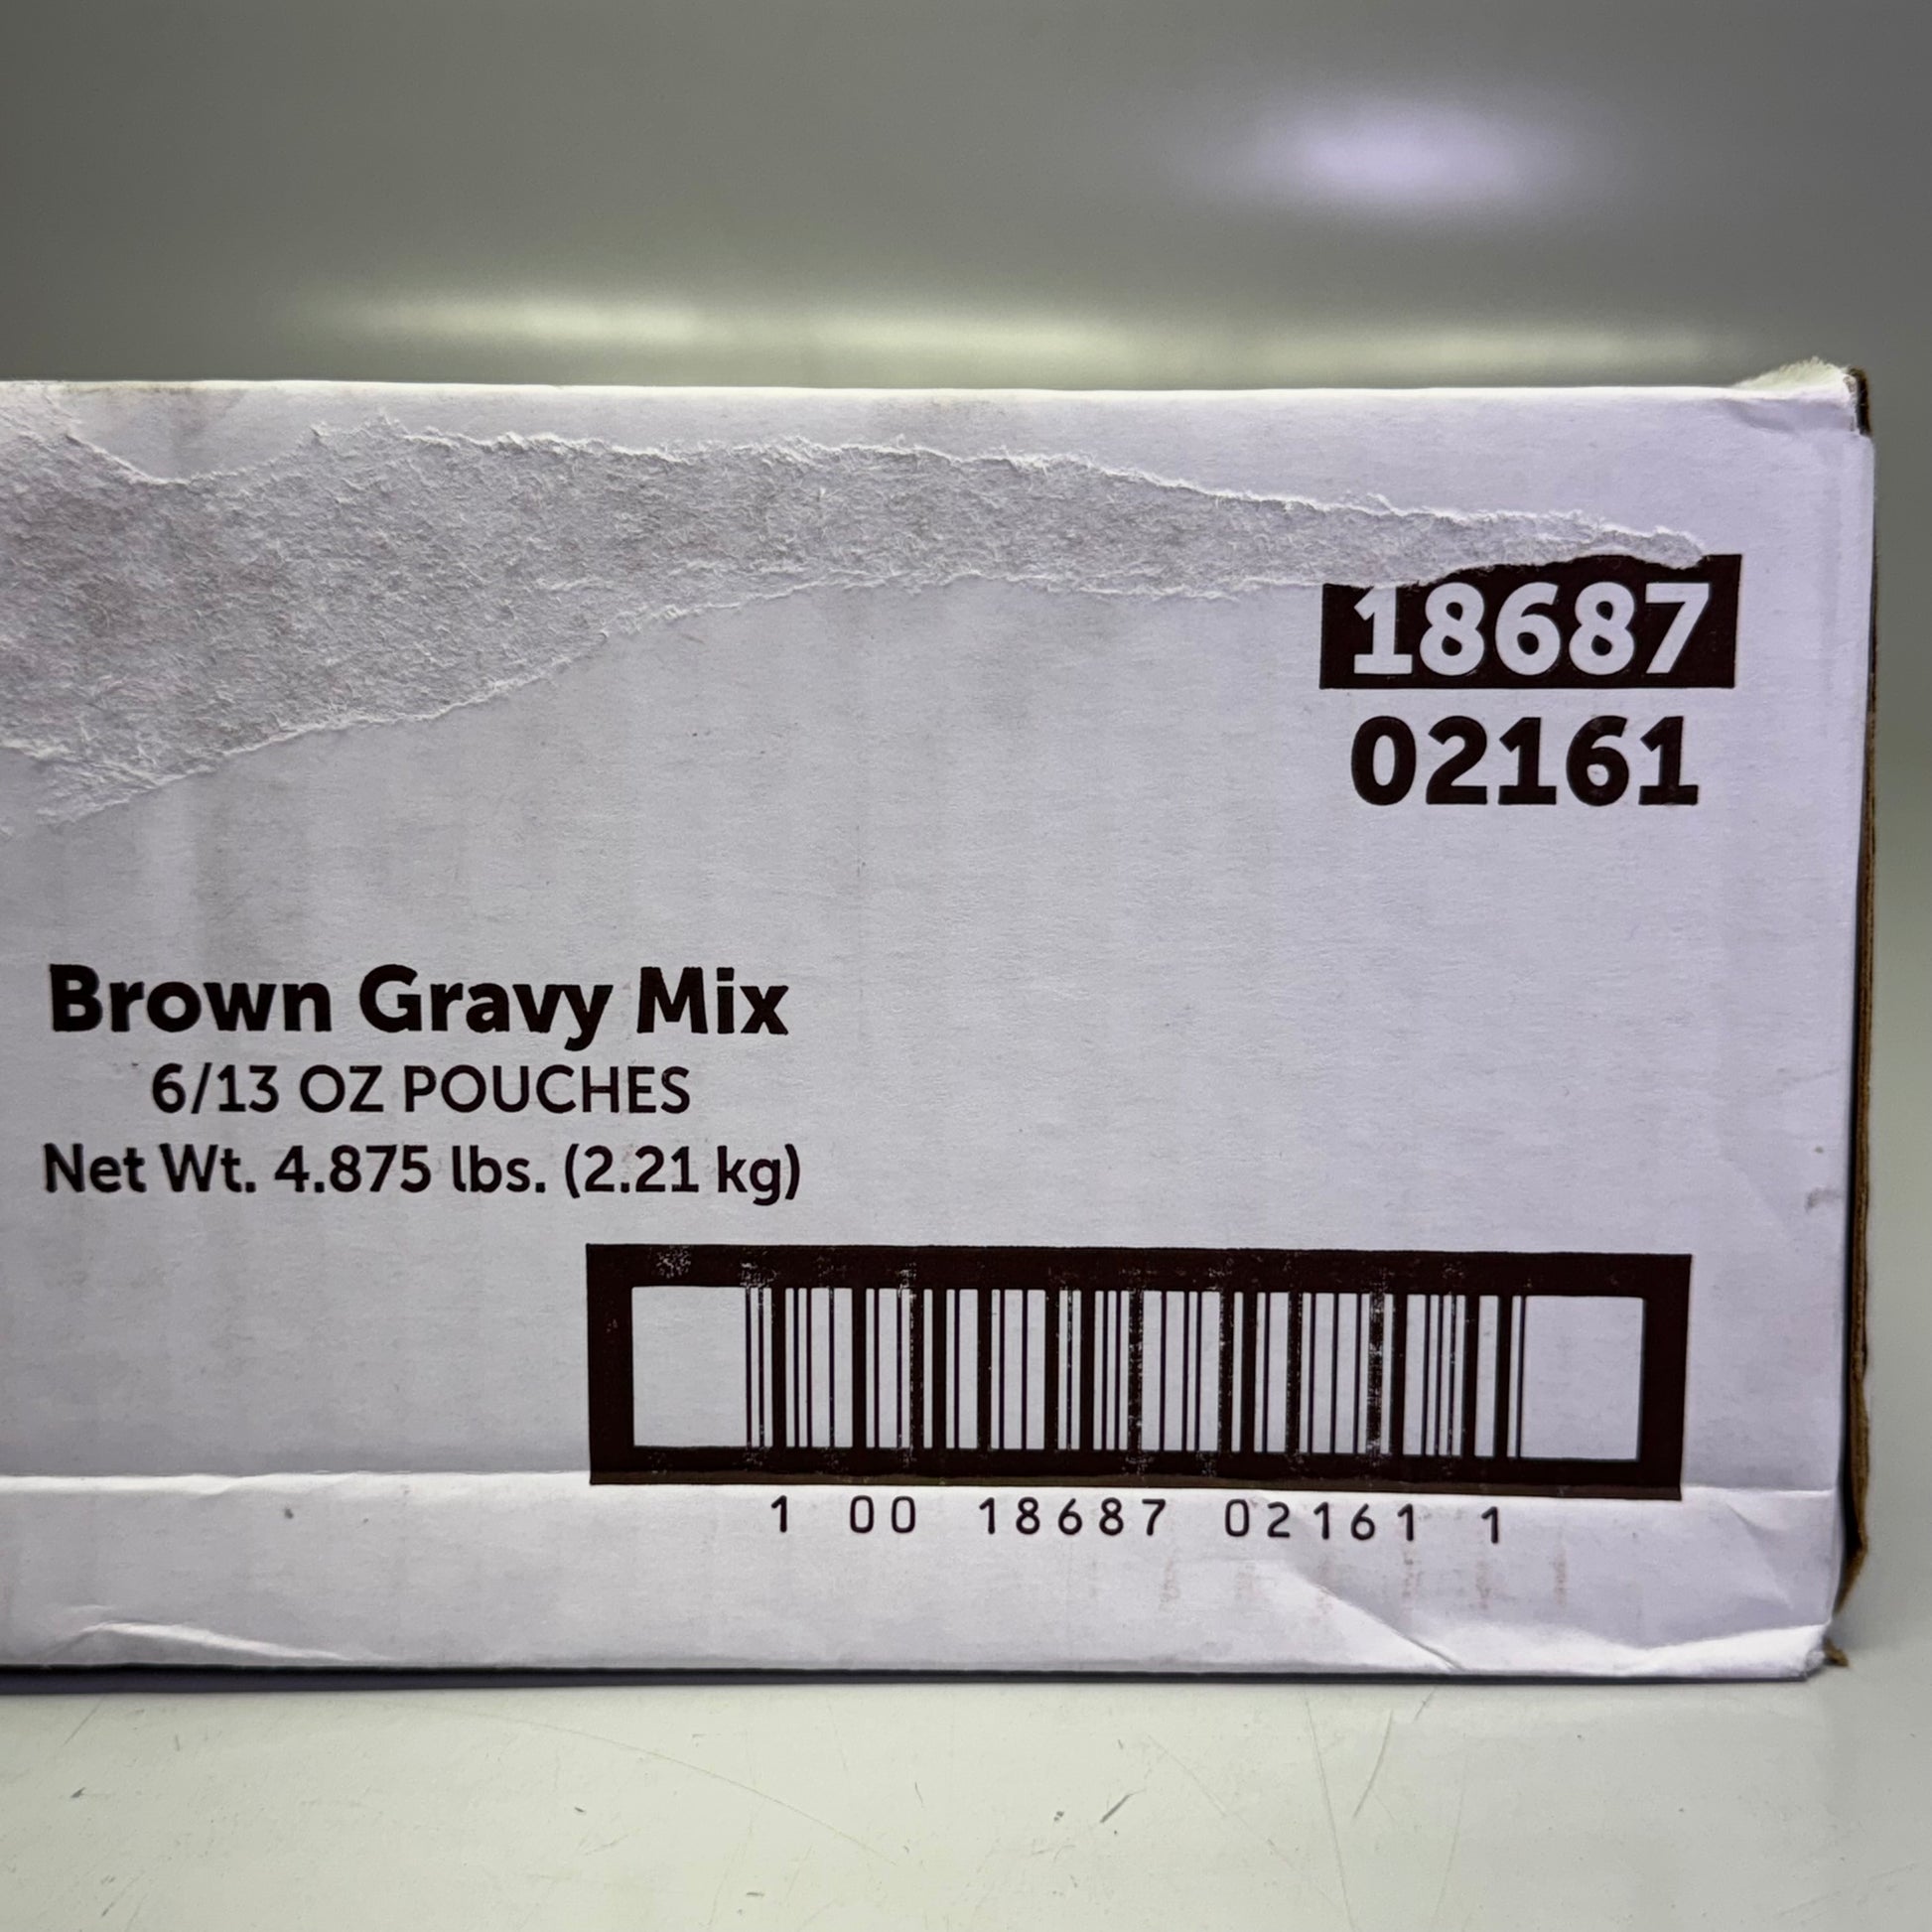 18687
02161
Brown Gravy Mix
6/13 OZ POUCHES
Net Wt. 4.875 lbs. (2.21 kg)
1 00 18687 02161 1